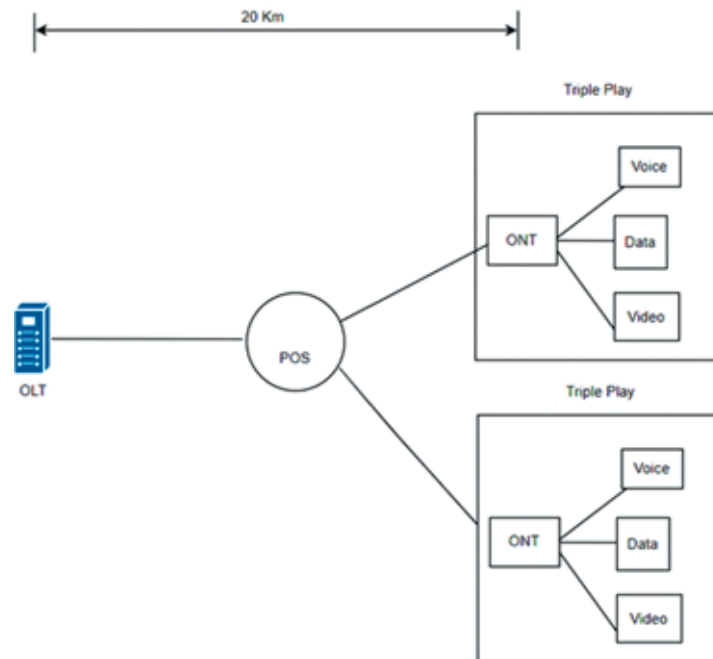 20 Km
Triple Play
Voice
ONT
Data
Video
POS
OLT
Triple Play
Voice
ONT
Data
Video